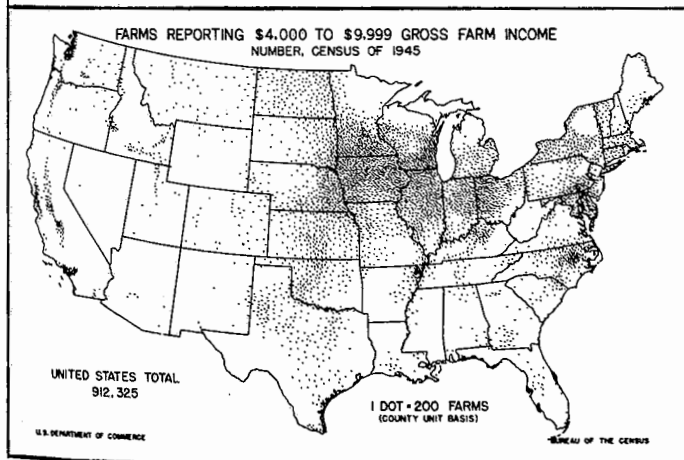 FARMS REPORTING $4,000 TO $9,999 GROSS FARM INCOME
NUMBER, CENSUS OF 1945
UNITED STATES TOTAL
912,325
1 DOT = 200 FARMS
(COUNTY UNIT BASIS)
U.S. DEPARTMENT OF COMMERCE
BUREAU OF THE CENSUS